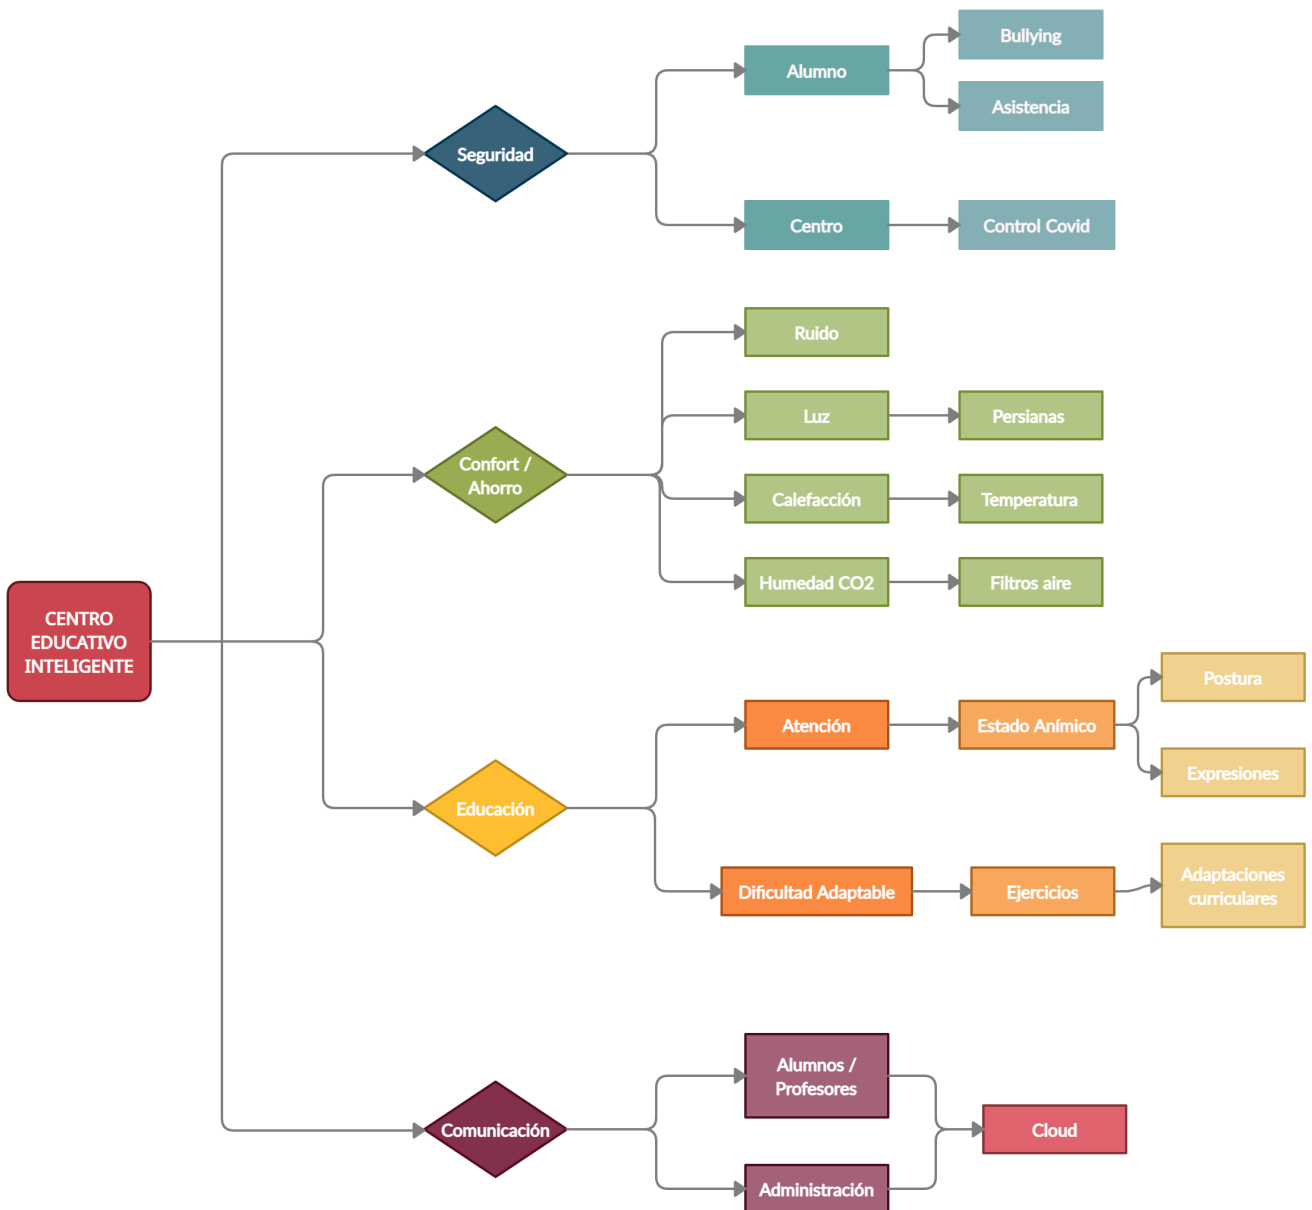 Bullying
Alumno
Asistencia
Seguridad
Centro
Control Covid
Ruido
Luz
Persianas
Confort /
Ahorro
Calefacción
Temperatura
Humedad CO2
Filtros aire
CENTRO
EDUCATIVO
INTELIGENTE
Postura
Atención
Estado Anímico
Expresiones
Educación
Dificultad Adaptable
Ejercicios
Adaptaciones
curriculares
Alumnos /
Profesores
Comunicación
Cloud
Administración